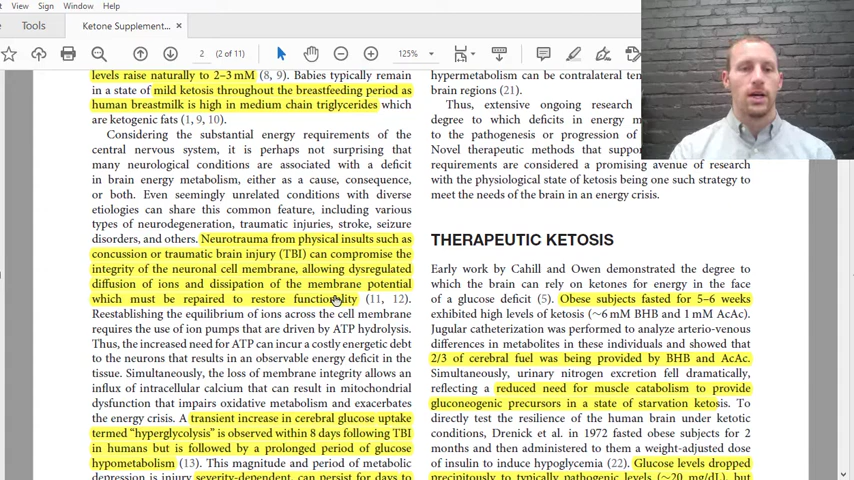 View
Sign
Window
Help
Tools
Ketone Supplement...
×
2
(2 of 11)
125%
levels raise naturally to 2–3 mM (8, 9). Babies typically remain
in a state of mild ketosis throughout the breastfeeding period as
human breastmilk is high in medium chain triglycerides which
are ketogenic fats (1, 9, 10).
Considering the substantial energy requirements of the
central nervous system, it is perhaps not surprising that
many neurological conditions are associated with a deficit
in brain energy metabolism, either as a cause, consequence,
or both. Even seemingly unrelated conditions with diverse
etiologies can share this common feature, including various
types of neurodegeneration, traumatic injuries, stroke, seizure
disorders, and others. Neurotrauma from physical insults such as
concussion or traumatic brain injury (TBI) can compromise the
integrity of the neuronal cell membrane, allowing dysregulated
diffusion of ions and dissipation of the membrane potential
which must be repaired to restore functionality (11, 12).
Reestablishing the equilibrium of ions across the cell membrane
requires the use of ion pumps that are driven by ATP hydrolysis.
Thus, the increased need for ATP can incur a costly energetic debt
to the neurons that results in an observable energy deficit in the
tissue. Simultaneously, the loss of membrane integrity allows an
influx of intracellular calcium that can result in mitochondrial
dysfunction that impairs oxidative metabolism and exacerbates
the energy crisis. A transient increase in cerebral glucose uptake
termed “hyperglycolysis” is observed within 8 days following TBI
in humans but is followed by a prolonged period of glucose
hypometabolism (13). This magnitude and period of metabolic
depression is injury severity-dependent, can persist for days to
hypermetabolism can be contralateral
brain regions (21).
Thus, extensive ongoing research
degree to which deficits in energy
to the pathogenesis or progression of
Novel therapeutic methods that
requirements are considered a promising avenue of research
with the physiological state of ketosis being one such strategy to
meet the needs of the brain in an energy crisis.
THERAPEUTIC KETOSIS
Early work by Cahill and Owen demonstrated the degree to
which the brain can rely on ketones for energy in the face
of a glucose deficit (5). Obese subjects fasted for 5–6 weeks
exhibited high levels of ketosis (~6 mM BHB and 1 mM AcAc).
Jugular catheterization was performed to analyze arterio-venous
differences in metabolites in these individuals and showed that
2/3 of cerebral fuel was being provided by BHB and AcAc.
Simultaneously, urinary nitrogen excretion fell dramatically,
reflecting a reduced need for muscle catabolism to provide
gluconeogenic precursors in a state of starvation ketosis. To
directly test the resilience of the human brain under ketotic
conditions, Drenick et al. in 1972 fasted obese subjects for 2
months and then administered to them a weight-adjusted dose
of insulin to induce hypoglycemia (22). Glucose levels dropped
precipitously to typically pathogenic levels (~20 mg/dL), but